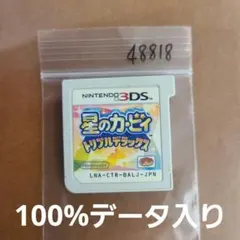 48818
NINTENDO 3DS
星のカービィ
トリプルデラックス
LNA-CTR-BALJ-JPN
100%データ入り